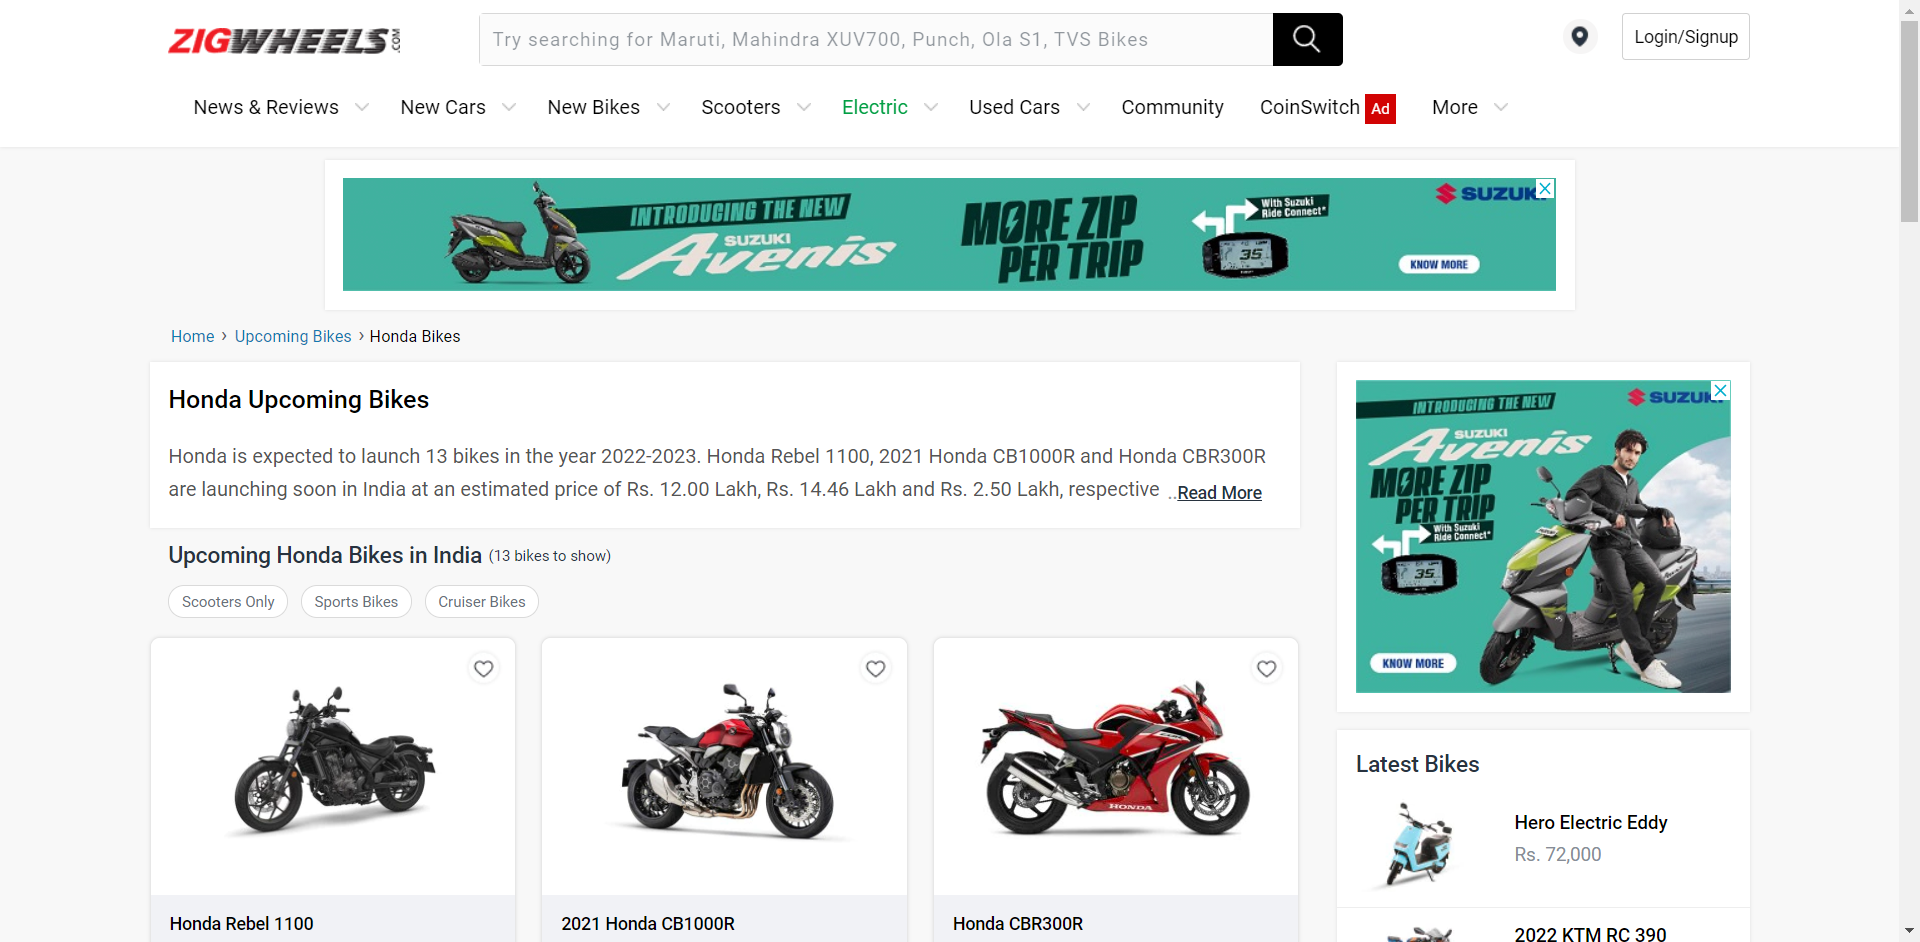 ZIGWHEELS.COM
Try searching for Maruti, Mahindra XUV700, Punch, Ola S1, TVS Bikes
Login/Signup
News & Reviews
New Cars
New Bikes
Scooters
Electric
Used Cars
Community
CoinSwitch Ad
More
INTRODUCING THE NEW
SUZUKI
Avenis
MORE ZIP
PER TRIP
With Suzuki
Ride Connect*
35
SUZUKI
KNOW MORE
Home › Upcoming Bikes › Honda Bikes
Honda Upcoming Bikes
Honda is expected to launch 13 bikes in the year 2022-2023. Honda Rebel 1100, 2021 Honda CB1000R and Honda CBR300R
are launching soon in India at an estimated price of Rs. 12.00 Lakh, Rs. 14.46 Lakh and Rs. 2.50 Lakh, respective ..Read More
Upcoming Honda Bikes in India (13 bikes to show)
Scooters Only
Sports Bikes
Cruiser Bikes
HONDA
Honda Rebel 1100
2021 Honda CB1000R
Honda CBR300R
INTRODUCING THE NEW
SUZUKI
SUZUKI
Avenis
MORE ZIP
PER TRIP
With Suzuki
Ride Connect*
35
KNOW MORE
Latest Bikes
Hero Electric Eddy
Rs. 72,000
2022 KTM RC 390